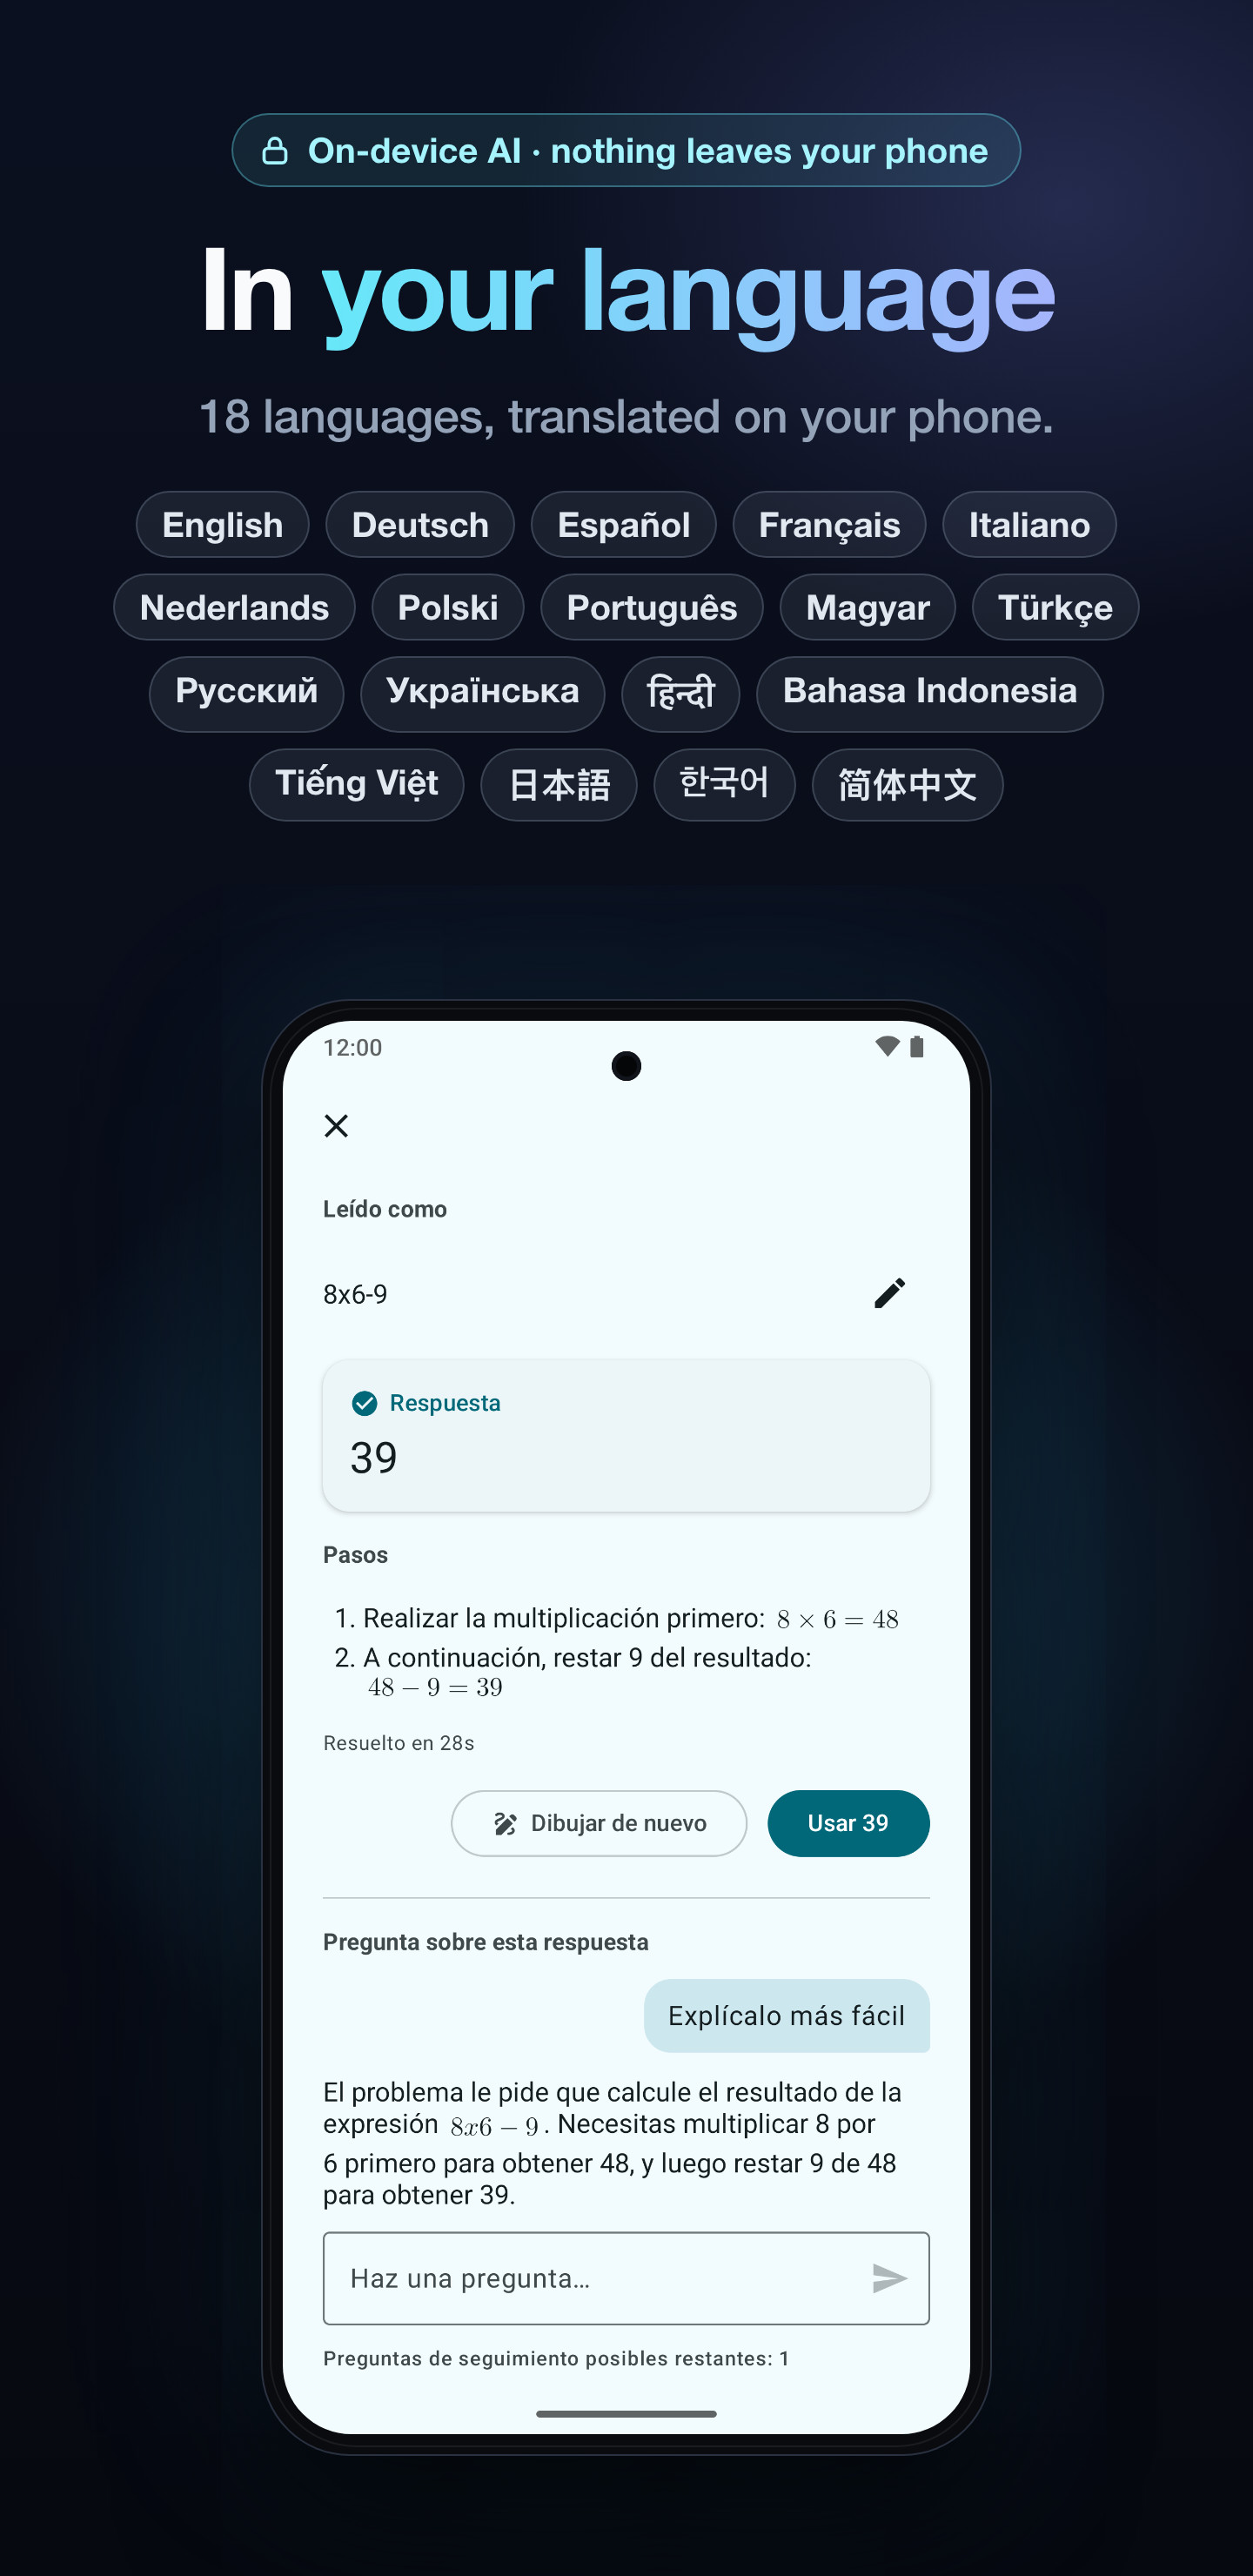 On-device AI · nothing leaves your phone
In your language
18 languages, translated on your phone.
English Deutsch Español Français Italiano
Nederlands Polski Português Magyar Türkçe
Русский Українська हिन्दी Bahasa Indonesia
Tiếng Việt 日本語 한국어 简体中文
12:00
Leído como
8x6-9
Respuesta
39
Pasos
1. Realizar la multiplicación primero: 8 × 6 = 48
2. A continuación, restar 9 del resultado:
48 − 9 = 39
Resuelto en 28s
Dibujar de nuevo Usar 39
Pregunta sobre esta respuesta
Explícalo más fácil
El problema le pide que calcule el resultado de la
expresión 8x6 − 9 . Necesitas multiplicar 8 por
6 primero para obtener 48, y luego restar 9 de 48
para obtener 39.
Haz una pregunta…
Preguntas de seguimiento posibles restantes: 1